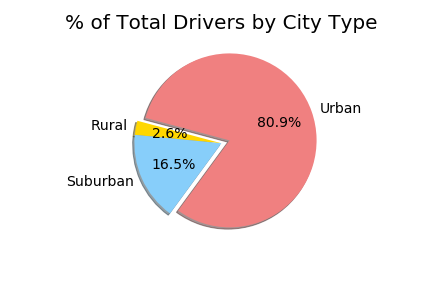 % of Total Drivers by City Type
Urban
80.9%
Rural
2.6%
16.5%
Suburban